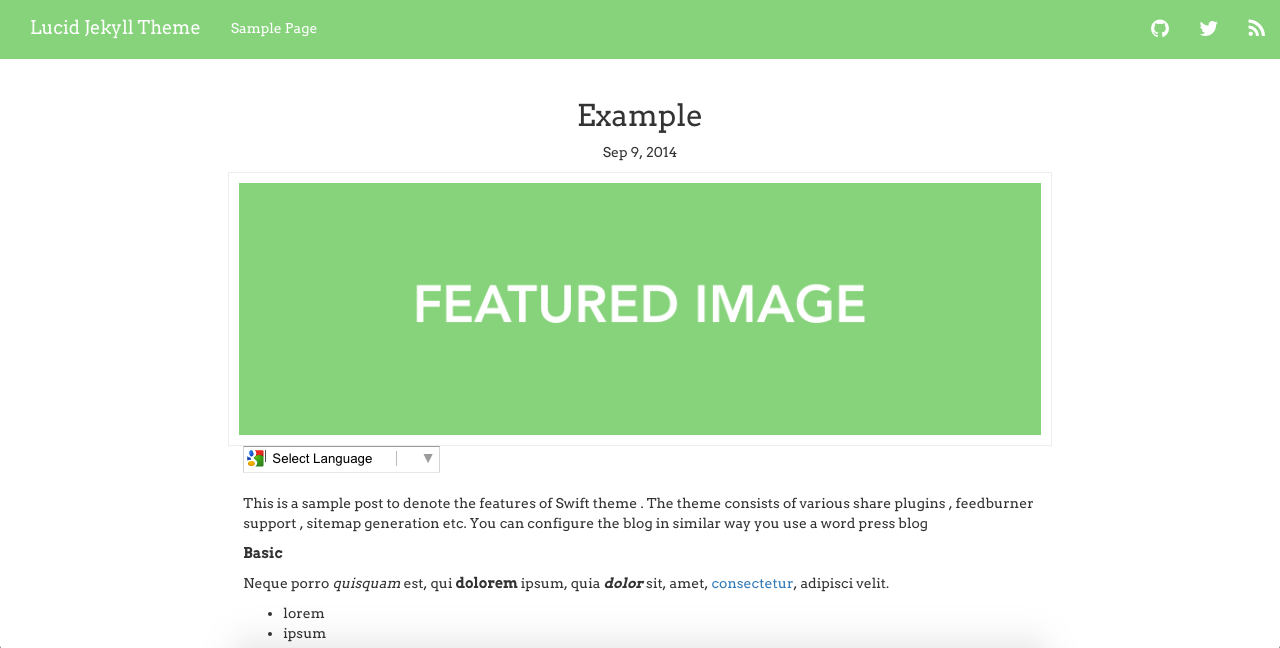 Lucid Jekyll Theme Sample Page
Example
Sep 9, 2014
FEATURED IMAGE
Select Language
This is a sample post to denote the features of Swift theme . The theme consists of various share plugins , feedburner
support , sitemap generation etc. You can configure the blog in similar way you use a word press blog
Basic
Neque porro quisquam est, qui dolorem ipsum, quia dolor sit, amet, consectetur, adipisci velit.
lorem
ipsum